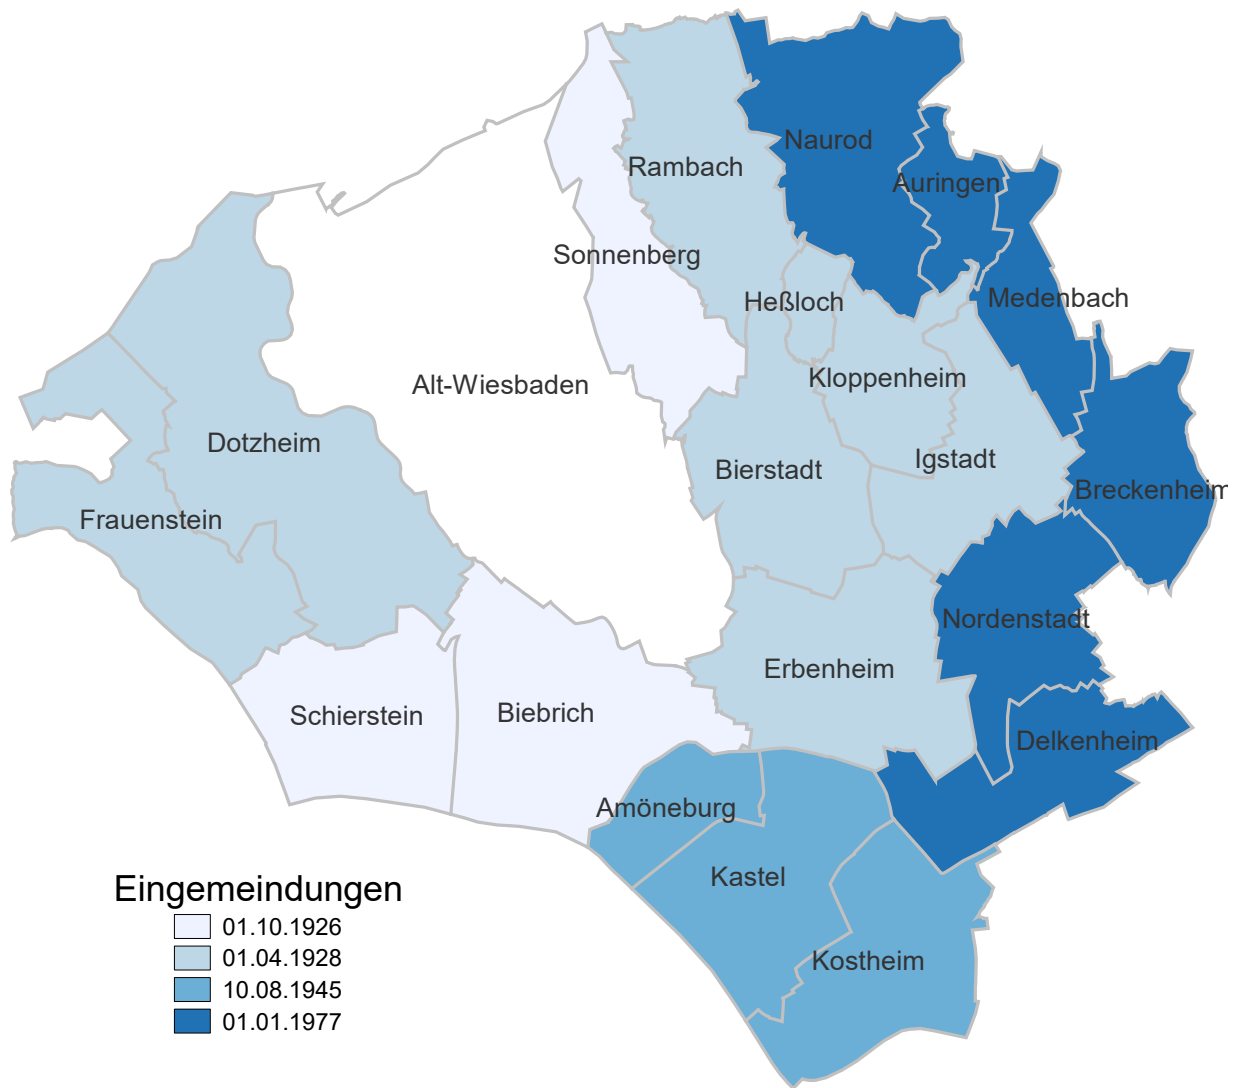 Naurod
Rambach
Auringen
Sonnenberg
Heßloch
Medenbach
Alt-Wiesbaden
Kloppenheim
Dotzheim
Igstadt
Bierstadt
Breckenheim
Frauenstein
Nordenstadt
Erbenheim
Biebrich
Schierstein
Delkenheim
Amöneburg
Kastel
Eingemeindungen
01.10.1926
01.04.1928
Kostheim
10.08.1945
01.01.1977